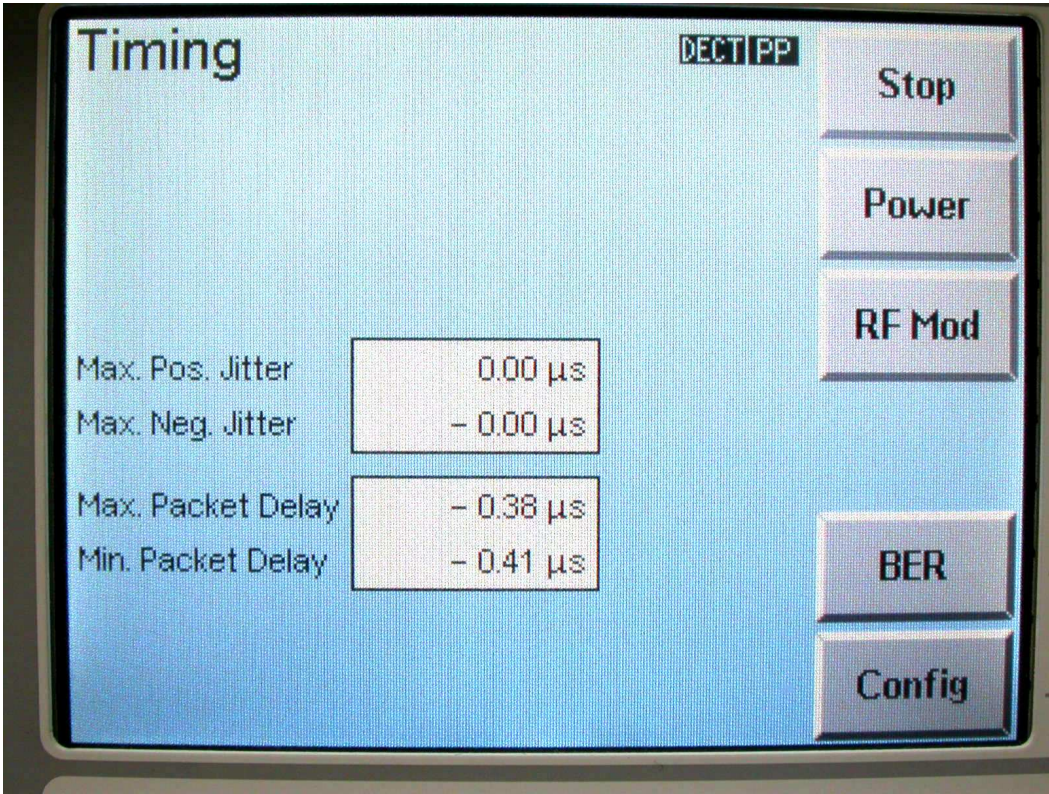 Timing
DECT PP
Stop
Power
RF Mod
Max. Pos. Jitter 0.00 µs
Max. Neg. Jitter – 0.00 µs
Max. Packet Delay – 0.38 µs
Min. Packet Delay – 0.41 µs
BER
Config